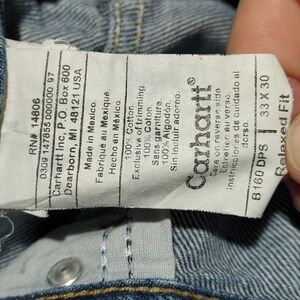 RN# 14806
0309 147855 000000 97
Carhartt Inc, P.O. Box 600
Dearborn, MI 48121 USA
Made in Mexico.
Fabriqué au Mexique
Hecho en México.
100% Cotton
Exclusive of trimming.
100% Coton
Sans garniture.
100% Algodón.
Sin incluir adorno.
Carhartt
Care on reverse side
Entretien au verso
instrucciones de cuidado al
dorso.
B160 DPS | 33 X 30
Relaxed Fit